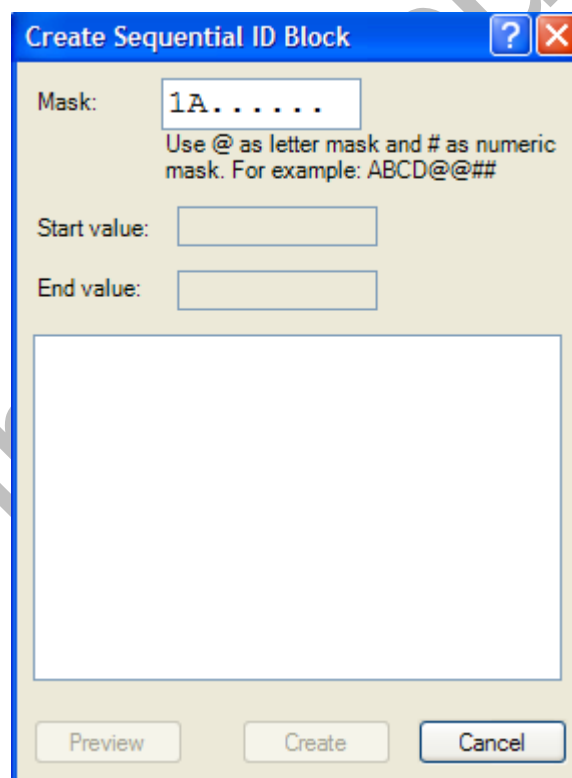 Create Sequential ID Block
?
Mask:
1A......
Use @ as letter mask and # as numeric
mask. For example: ABCD@@##
Start value:
End value:
Preview
Create
Cancel